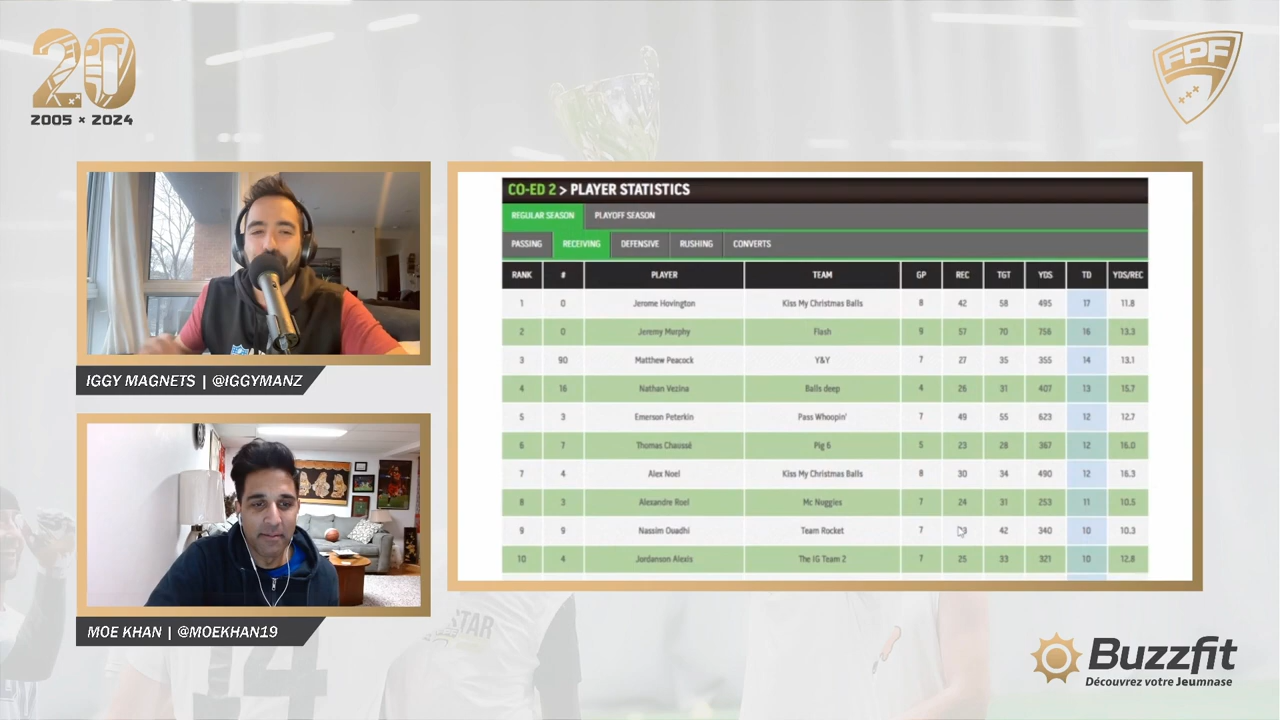 20
2005 × 2024
FPF
IGGY MAGNETS | @IGGYMANZ
MOE KHAN | @MOEKHAN19
CO-ED 2 > PLAYER STATISTICS
REGULAR SEASON PLAYOFF SEASON
PASSING RECEIVING DEFENSIVE RUSHING CONVERTS
RANK # PLAYER TEAM GP REC TGT YDS TD YDS/REC
1 0 Jerome Hovington Kiss My Christmas Balls 8 42 58 495 17 11.8
2 0 Jeremy Murphy Flash 9 57 70 756 16 13.3
3 90 Matthew Peacock Y&Y 7 27 35 355 14 13.1
4 16 Nathan Vezina Balls deep 4 26 31 407 13 15.7
5 3 Emerson Peterkin Pass Whoopin' 7 49 55 623 12 12.7
6 7 Thomas Chaussé Pig 6 5 23 28 367 12 16.0
7 4 Alex Noel Kiss My Christmas Balls 8 30 34 490 12 16.3
8 3 Alexandre Roel Mc Noggies 7 24 31 253 11 10.5
9 9 Nassim Ouadhi Team Rocket 7 42 340 10 10.3
10 4 Jordanson Alexis The IG Team 2 7 25 33 321 10 12.8
STAR
14
Buzzfit
Découvrez votre Jeumnase